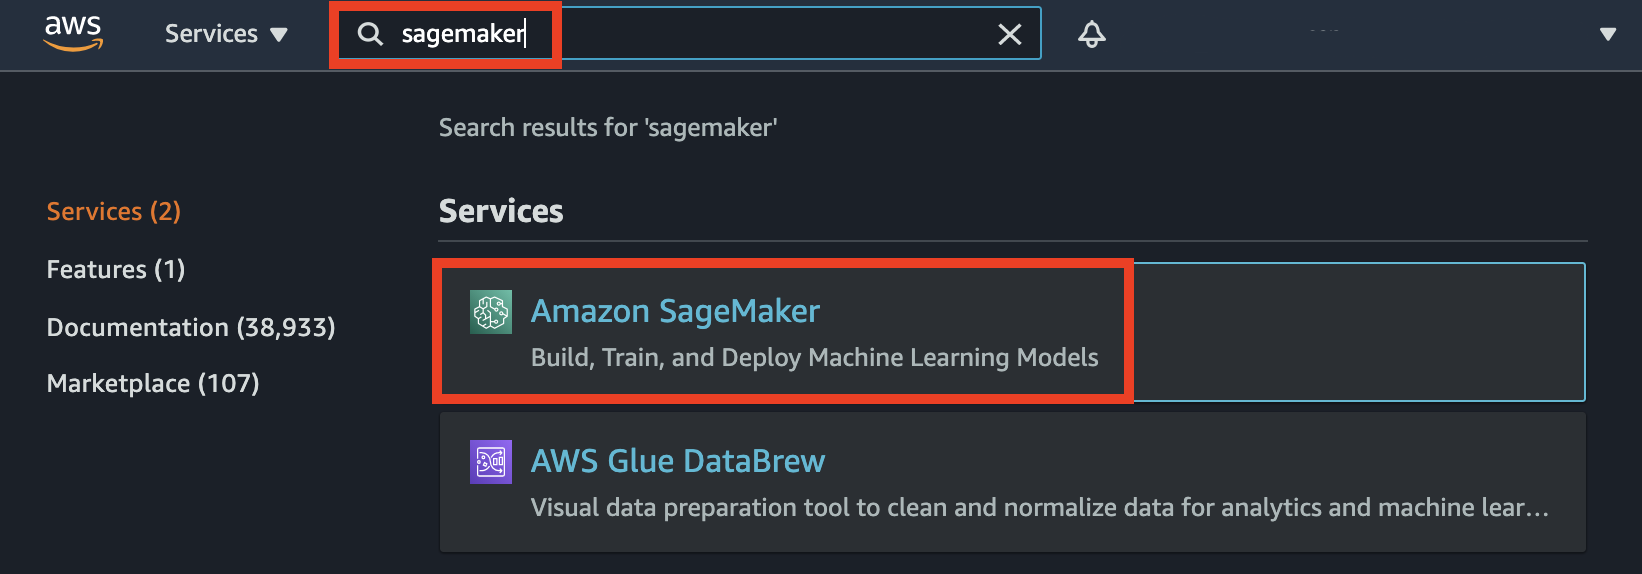 aws
Services
sagemaker
Search results for 'sagemaker'
Services (2)
Features (1)
Documentation (38,933)
Marketplace (107)
Services
Amazon SageMaker
Build, Train, and Deploy Machine Learning Models
AWS Glue DataBrew
Visual data preparation tool to clean and normalize data for analytics and machine lear...